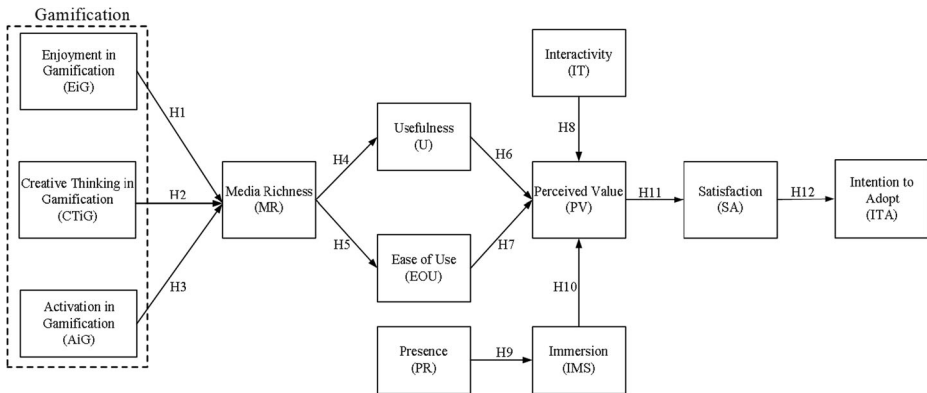 Gamification
Enjoyment in
Gamification
(EiG)
H1
Creative Thinking in
Gamification
(CTiG)
H2
Activation in
Gamification
(AiG)
H3
Media Richness
(MR)
H4
H5
Usefulness
(U)
H6
Ease of Use
(EOU)
H7
Presence
(PR)
H9
Interactivity
(IT)
H8
Perceived Value
(PV)
H10
Immersion
(IMS)
H11
Satisfaction
(SA)
H12
Intention to
Adopt
(ITA)